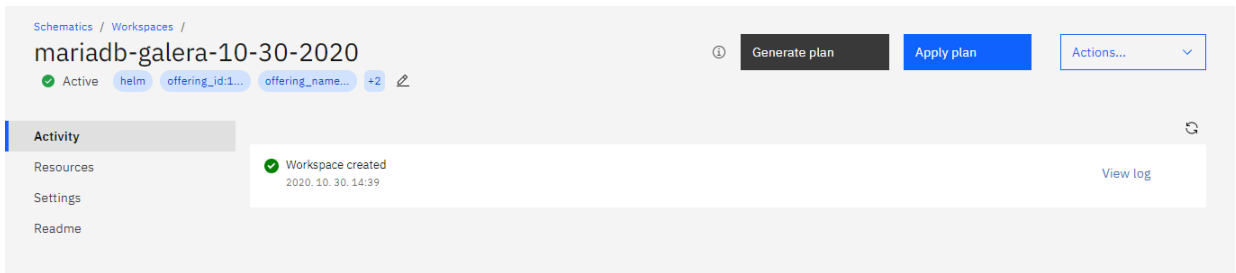 Schematics / Workspaces /
mariadb-galera-10-30-2020
Generate plan
Apply plan
Actions...
Active helm offering_id:1... offering_name... +2
Activity
Resources
Settings
Readme
Workspace created
2020. 10. 30. 14:39
View log